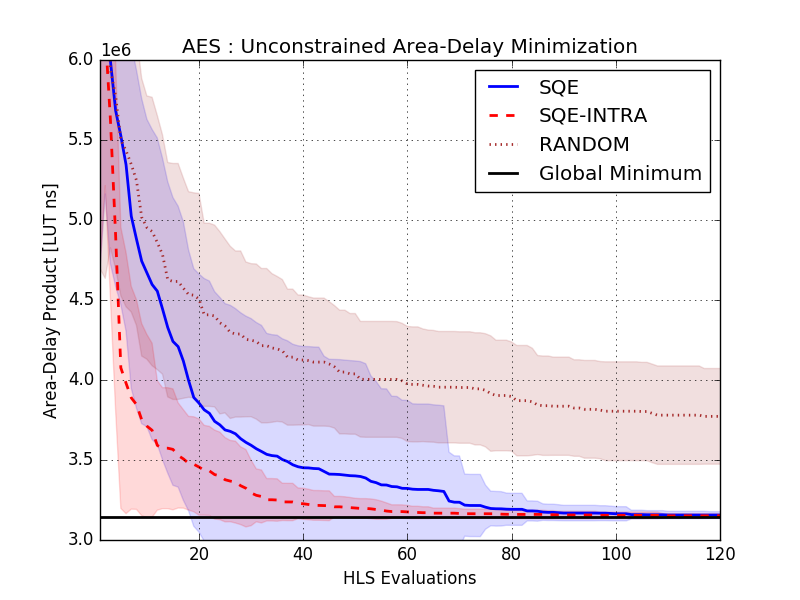 AES : Unconstrained Area-Delay Minimization
1e6
6.0
5.5
5.0
4.5
4.0
3.5
3.0
Area-Delay Product [LUT ns]
SQE
SQE-INTRA
RANDOM
Global Minimum
20 40 60 80 100 120
HLS Evaluations